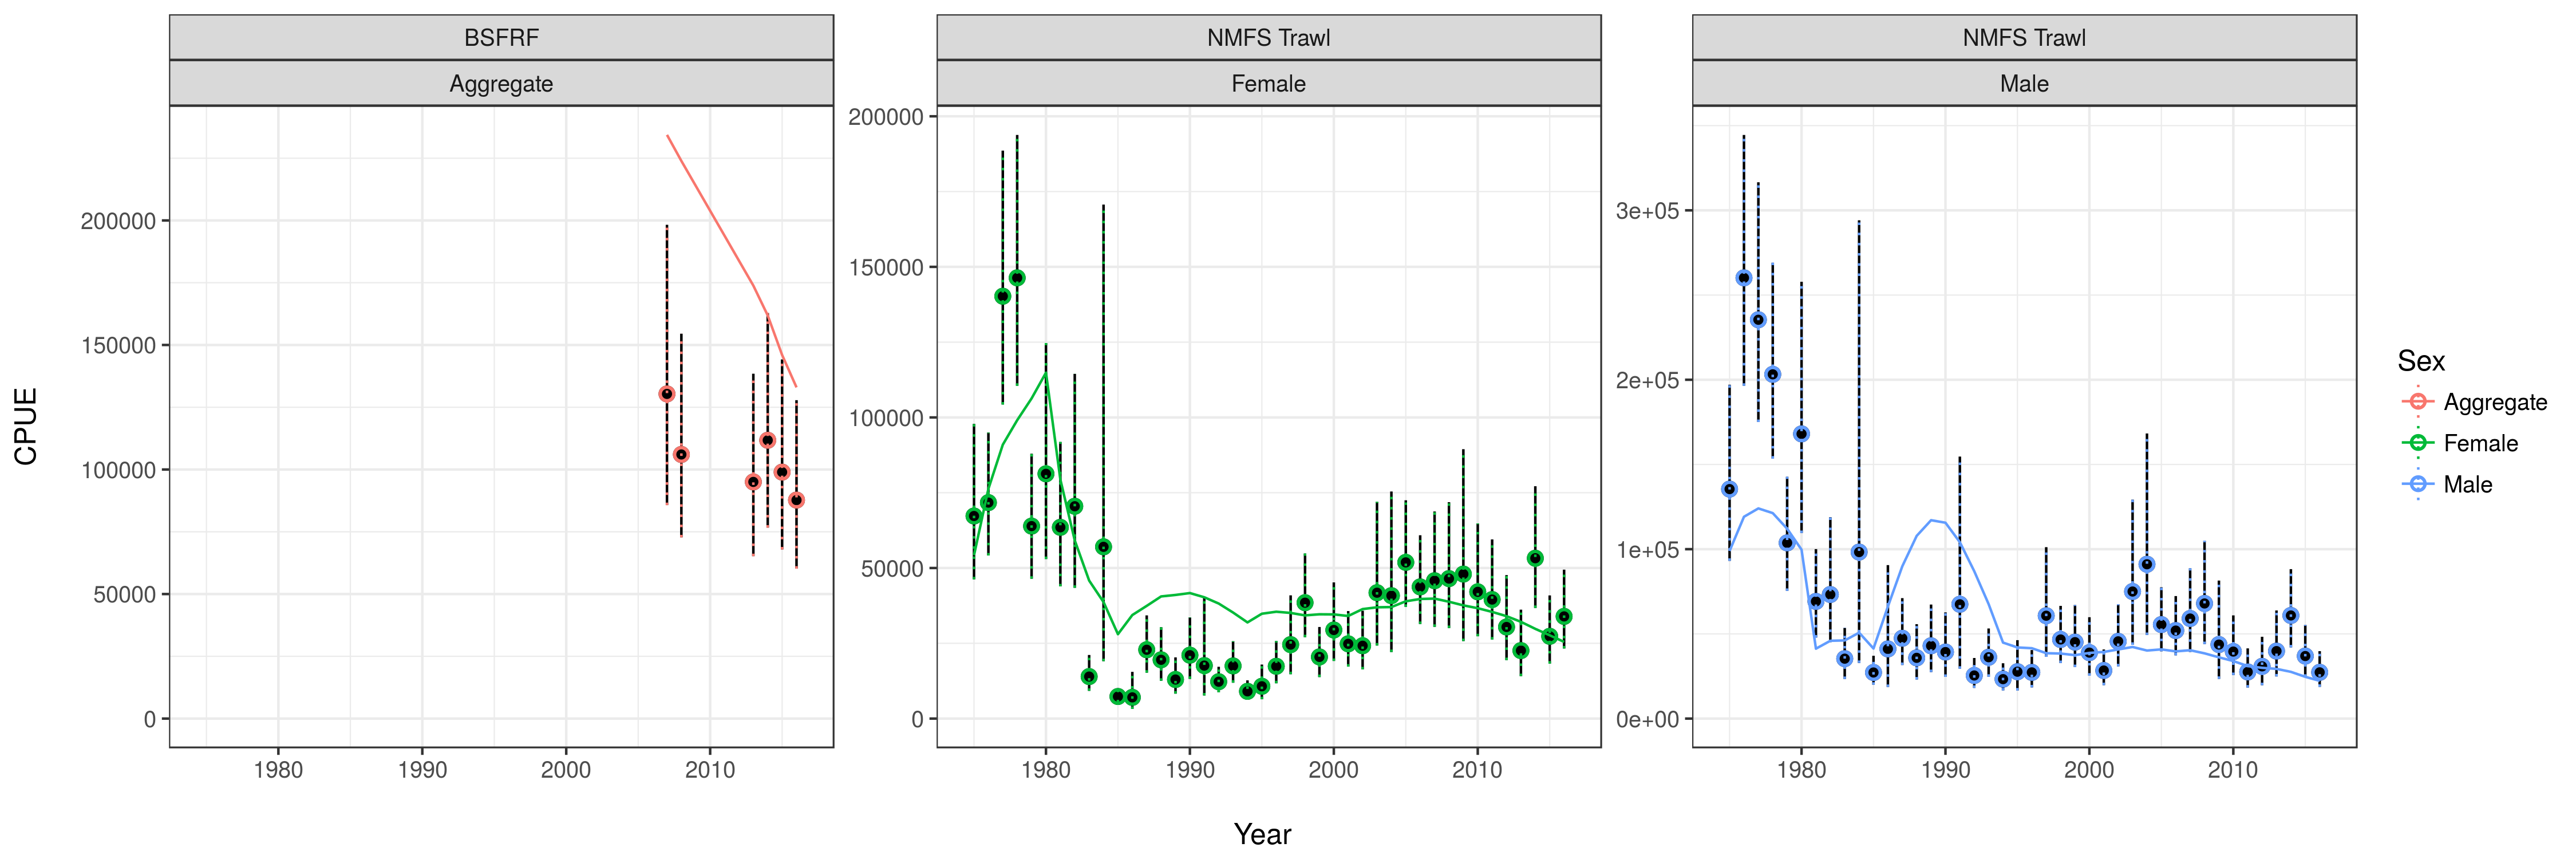 BSFRF
Aggregate
NMFS Trawl
Female
NMFS Trawl
Male
CPUE
200000
150000
100000
50000
0
1980 1990 2000 2010
200000
150000
100000
50000
0
1980 1990 2000 2010
3e+05
2e+05
1e+05
0e+00
1980 1990 2000 2010
Year
Sex
Aggregate
Female
Male